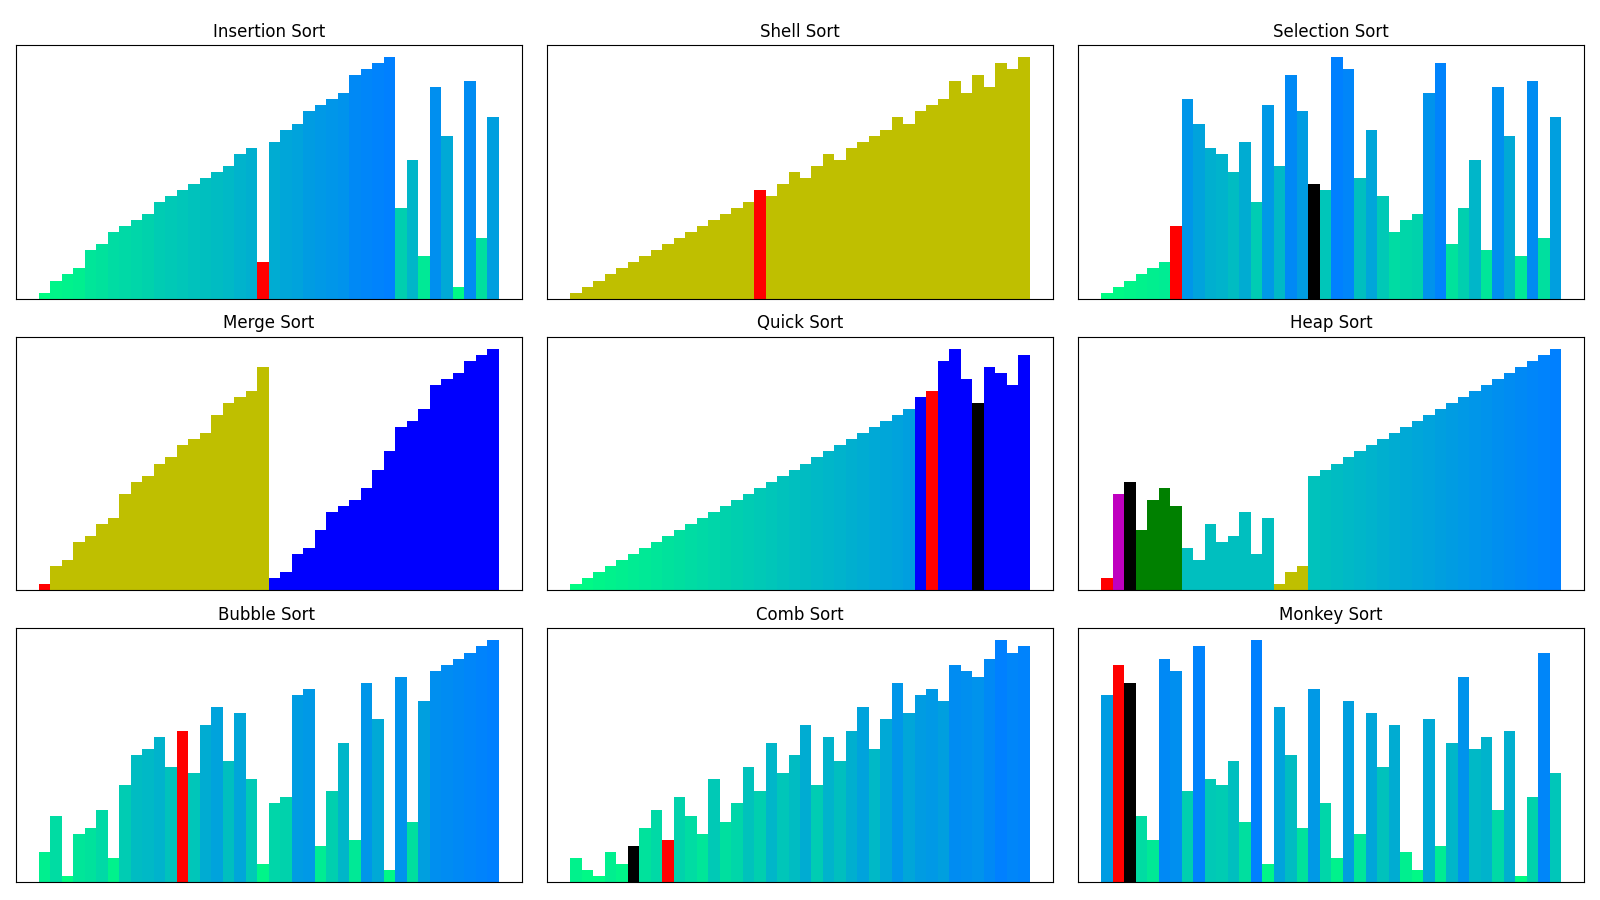 Insertion Sort
Shell Sort
Selection Sort
Merge Sort
Quick Sort
Heap Sort
Bubble Sort
Comb Sort
Monkey Sort